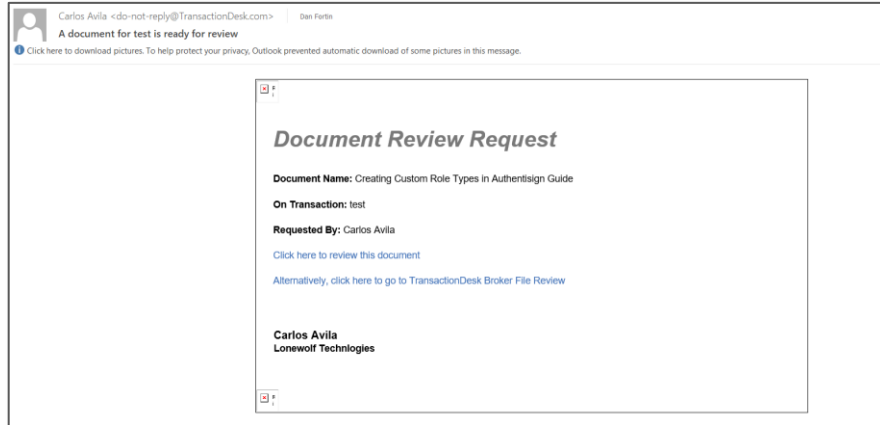 Carlos Avila <do-not-reply@TransactionDesk.com>
Dan Fortin
A document for test is ready for review
Click here to download pictures. To help protect your privacy, Outlook prevented automatic download of some pictures in this message.
Document Review Request
Document Name: Creating Custom Role Types in Authentisign Guide
On Transaction: test
Requested By: Carlos Avila
Click here to review this document
Alternatively, click here to go to TransactionDesk Broker File Review
Carlos Avila
Lonewolf Technlogies